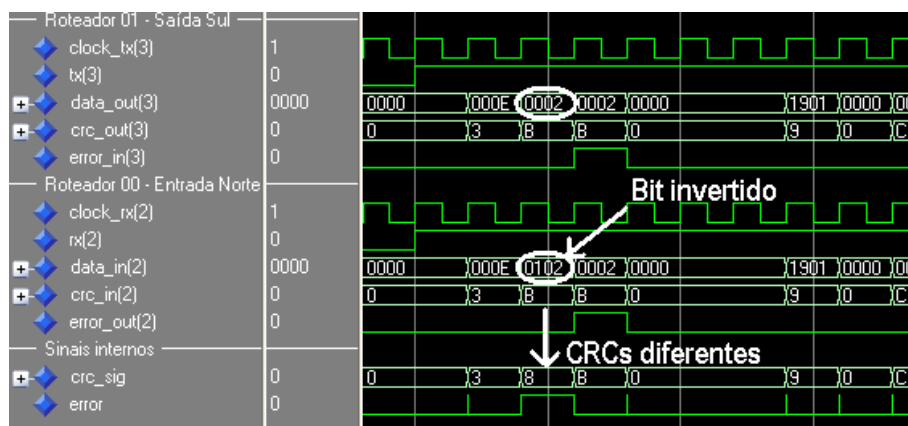 Roteador 01 - Saída Sul
clock_tx(3) 1
tx(3) 0
data_out(3) 0000 0000 000E 0002 0002 0000 1901 0000
crc_out(3) 0 0 3 B B 0 9 0 C
error_in(3) 0
Roteador 00 - Entrada Norte
Bit invertido
clock_rx(2) 1
rx(2) 0
data_in(2) 0000 0000 000E 0102 0002 0000 1901 0000
crc_in(2) 0 0 3 B B 0 9 0 C
error_out(2) 0
Sinais internos
CRCs diferentes
crc_sig 0 0 3 8 B 0 9 0 C
error 0